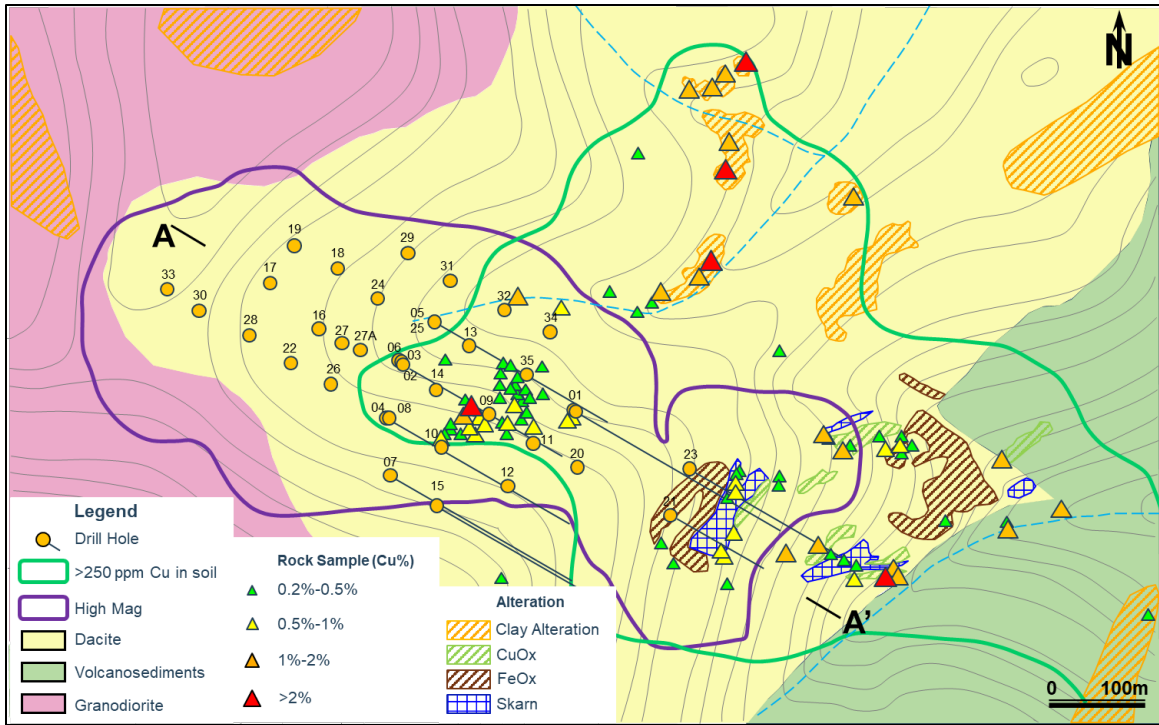 N
A
19
29
18
17
31
33
24
30
32
05
25
16
34
28
27
27A
13
06
03
35
22
02
26
14
04
08
09
01
10
11
20
23
07
12
15
21
A'
Legend
Drill Hole
>250 ppm Cu in soil
High Mag
Dacite
Volcanosediments
Granodiorite
Rock Sample (Cu%)
0.2%-0.5%
0.5%-1%
1%-2%
>2%
Alteration
Clay Alteration
CuOx
FeOx
Skarn
0 100m